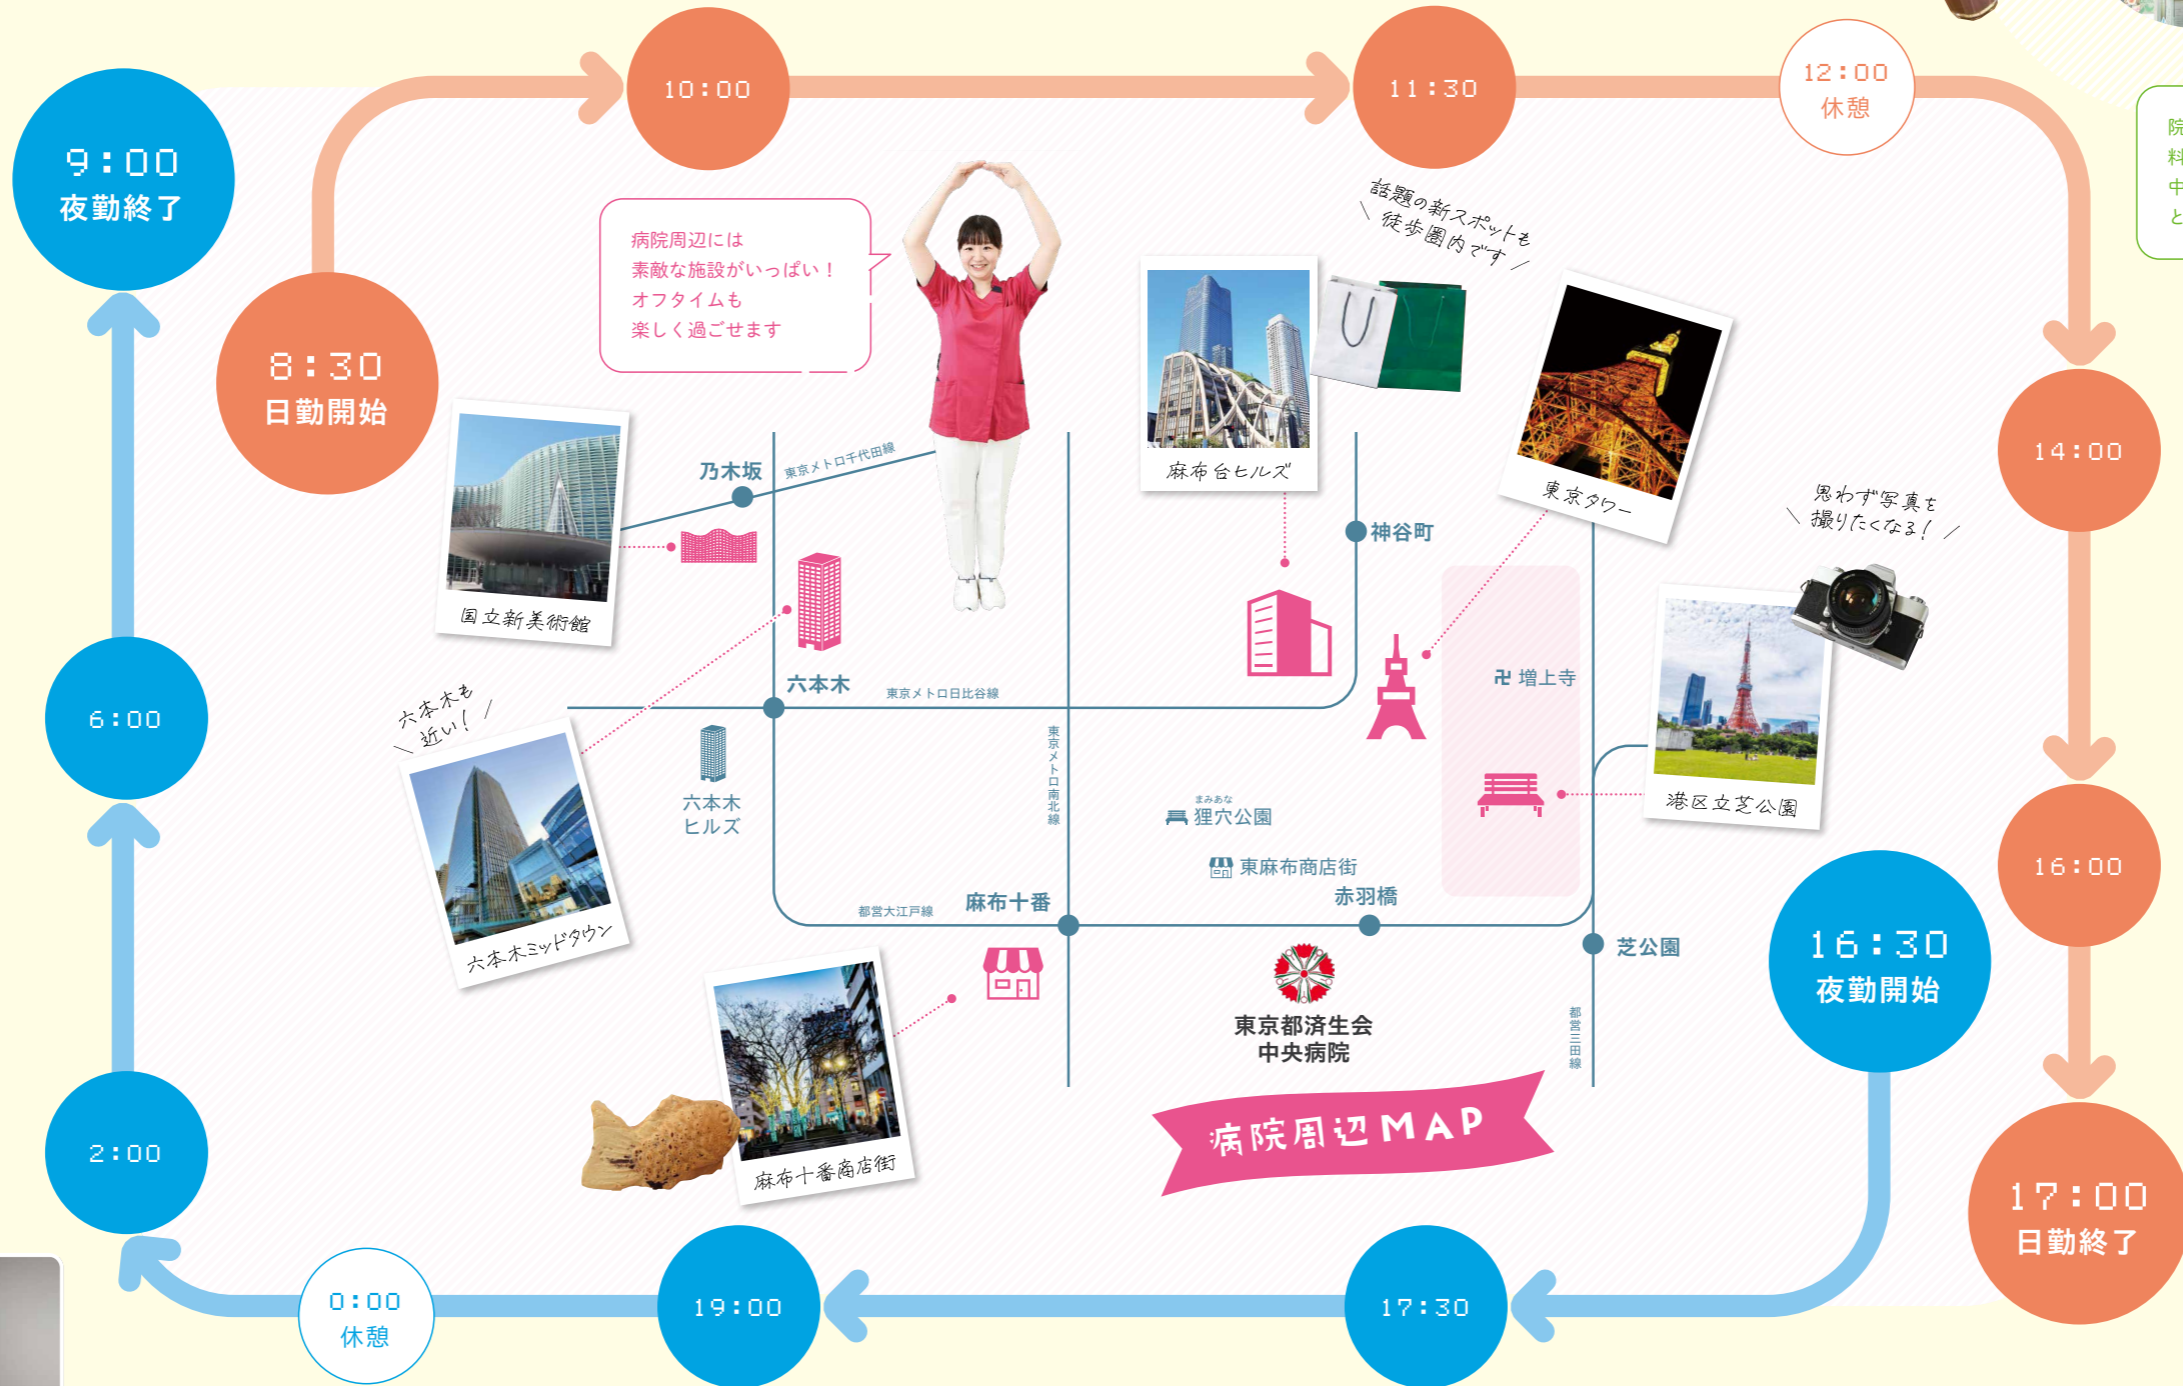 9:00
夜勤終了
8:30
日勤開始
10:00
11:30
12:00
休憩
14:00
16:00
17:00
日勤終了
16:30
夜勤開始
17:30
19:00
0:00
休憩
2:00
6:00
病院周辺には
素敵な施設がいっぱい！
オフタイムも
楽しく過ごせます
話題の新スポットも
徒歩圏内です
麻布台ヒルズ
東京タワー
思わず写真を
撮りたくなる！
港区立芝公園
国立新美術館
六本木も
近い！
六本木ミッドタウン
麻布十番商店街
乃木坂
東京メトロ千代田線
神谷町
六本木
東京メトロ日比谷線
卍 増上寺
六本木
ヒルズ
東京メトロ南北線
まみあな
狸穴公園
東麻布商店街
赤羽橋
麻布十番
都営大江戸線
芝公園
都営三田線
東京都済生会
中央病院
病院周辺MAP
院
料
中
と